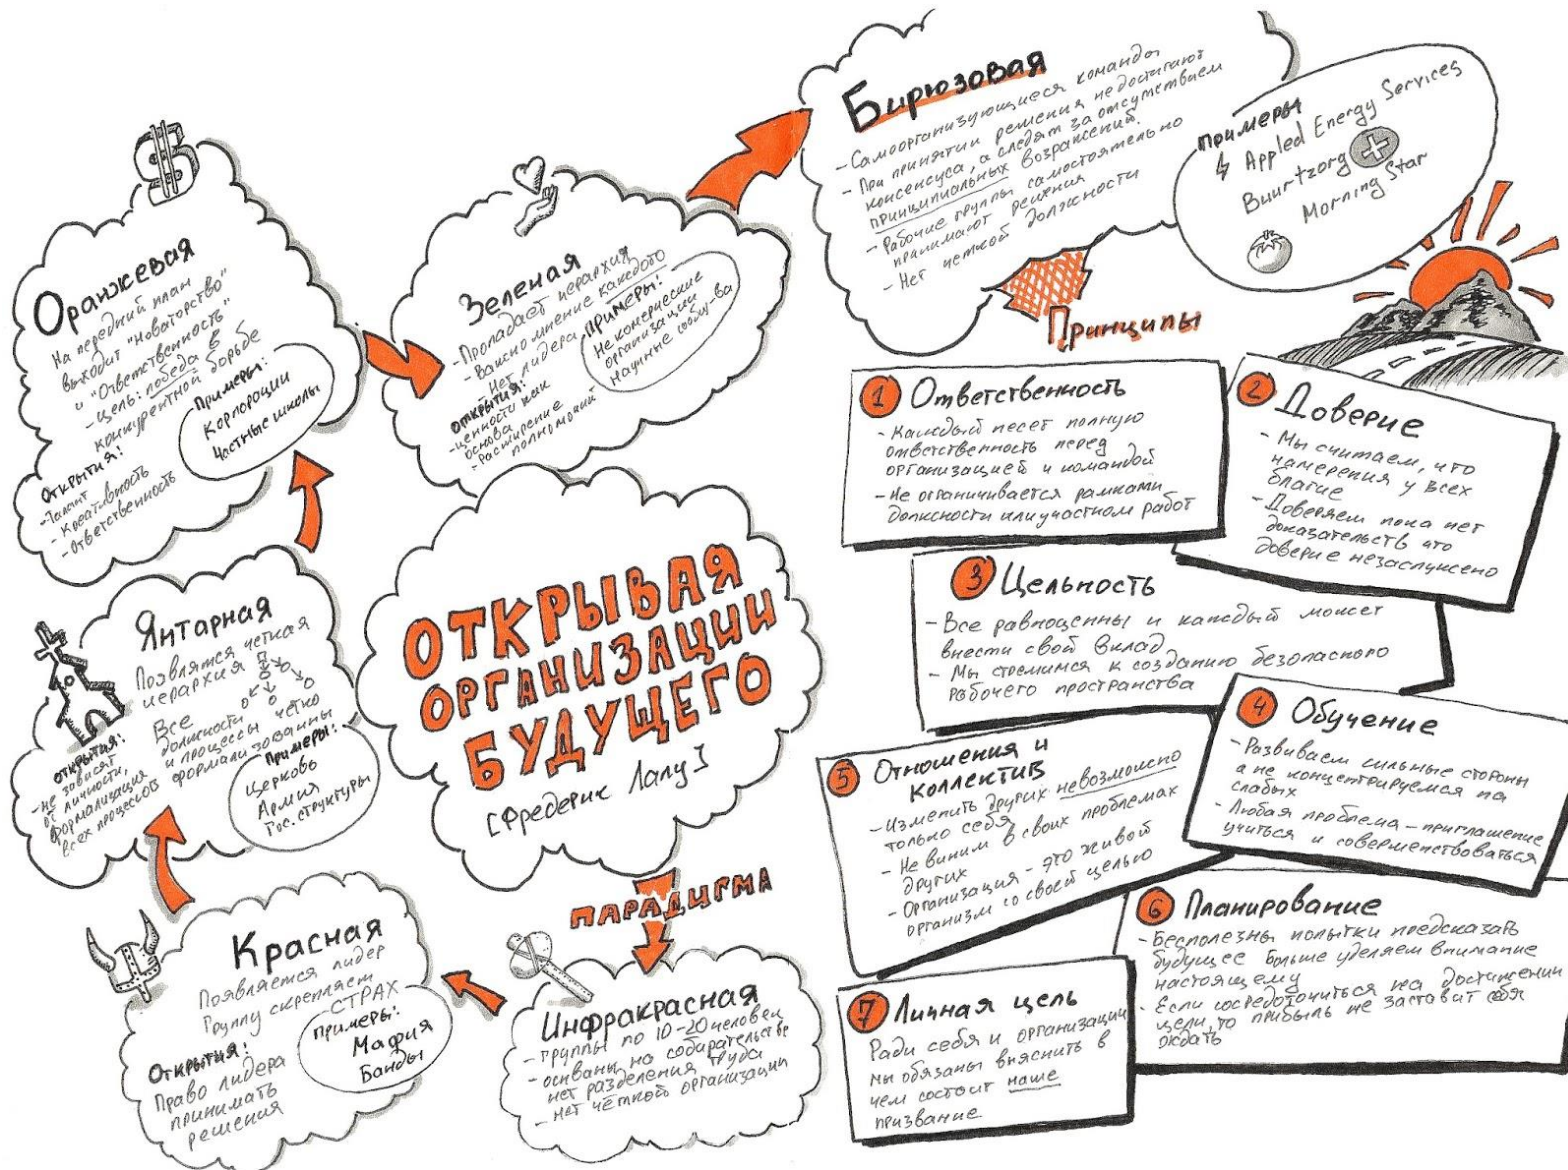 ОТКРЫВАЯ
ОРГАНИЗАЦИИ
БУДУЩЕГО
[Фредерик Лалу]
ПАРАДИГМА
Инфракрасная
- группы по 10-20 человек
- основаны на собирательстве
нет разделения труда
- нет чёткой организации
Красная
Появляется лидер
Группу скрепляет
СТРАХ
Примеры:
Мафия
Банды
Открытия:
Право лидера
принимать
решения
Янтарная
Появлятся четкая
иерархия
Все
должности
и процессы четко
формализованны
Примеры:
Церковь
Армия
Гос. структуры
открытия:
- не зависят
от личности,
формализация
всех процессов
Оранжевая
На передний план
выходит "Новаторство"
и "Ответственность"
- Цель: победа в
конкурентной борьбе
Примеры:
Корпорации
Частные школы
Открытия:
- Талант
- Креативность
- Ответственность
Зеленая
- Пропадает иерархия
- Важно мнение каждого
- Нет лидера
Примеры:
Некомерческие
организации
Научные сообщ-ва
открытия:
- ценности как
основа
- расширение
полномочий
Бирюзовая
- Самоорганизующиеся команды
- При принятии решения не достигают
консенсуса, а следят за отсутствием
принципиальных возражений.
- Рабочие группы самостоятельно
принимают решения
- Нет четкой должности
Примеры
Appled Energy Services
Buurtzorg
Morning Star
Принципы
1 Ответственность
- Каждый несет полную
ответственность перед
организацией и командой
- Не ограничивается рамками
должности или участком работ
2 Доверие
- Мы считаем, что
намерения у всех
благие
- Доверяем пока нет
доказательств что
доверие незаслужено
3 Цельность
- Все равноценны и каждый может
внести свой вклад
- Мы стремимся к созданию безопасного
рабочего пространства
4 Обучение
- Развиваем сильные стороны
а не концетрируемся на
слабых
- Любая проблема - приглашение
учиться и совершенствоваться
5 Отношения и
коллектив
- Изменить других невозможно
только себя
- Не виним в своих проблемах
других
- Организация - это живой
организм со своей целью
6 Планирование
- Бесполезны попытки предсказать
будущее Больше уделяем внимание
настоящему
- Если сосредоточиться на достижении
цели, то прибыль не заставит себя
ждать
7 Личная цель
Ради себя и организации
мы обязаны выяснить в
чем состоит наше
призвание